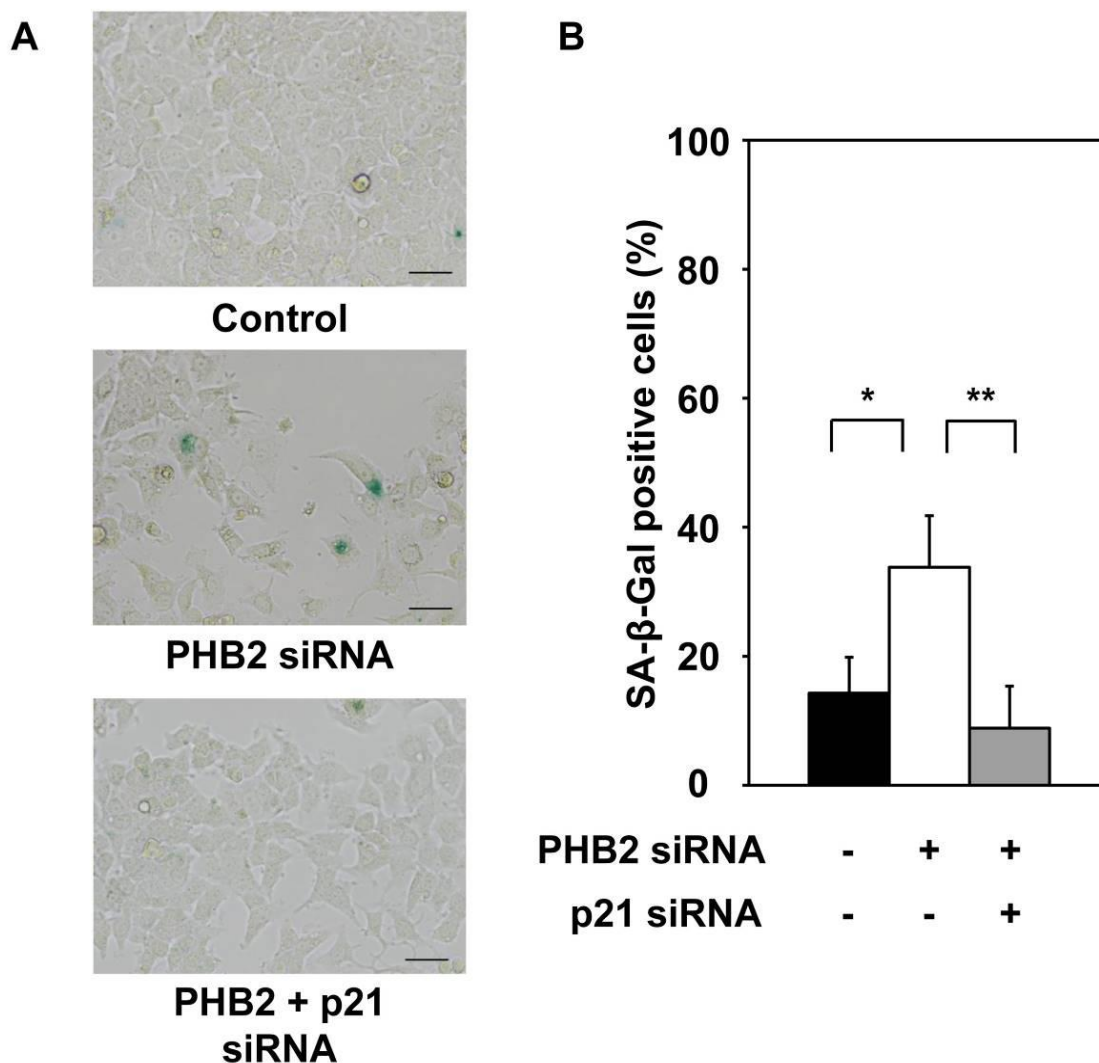 A
Control
PHB2 siRNA
PHB2 + p21
siRNA
B
SA-β-Gal positive cells (%)
100
80
60
40
20
0
*
**
PHB2 siRNA - + +
p21 siRNA - - +